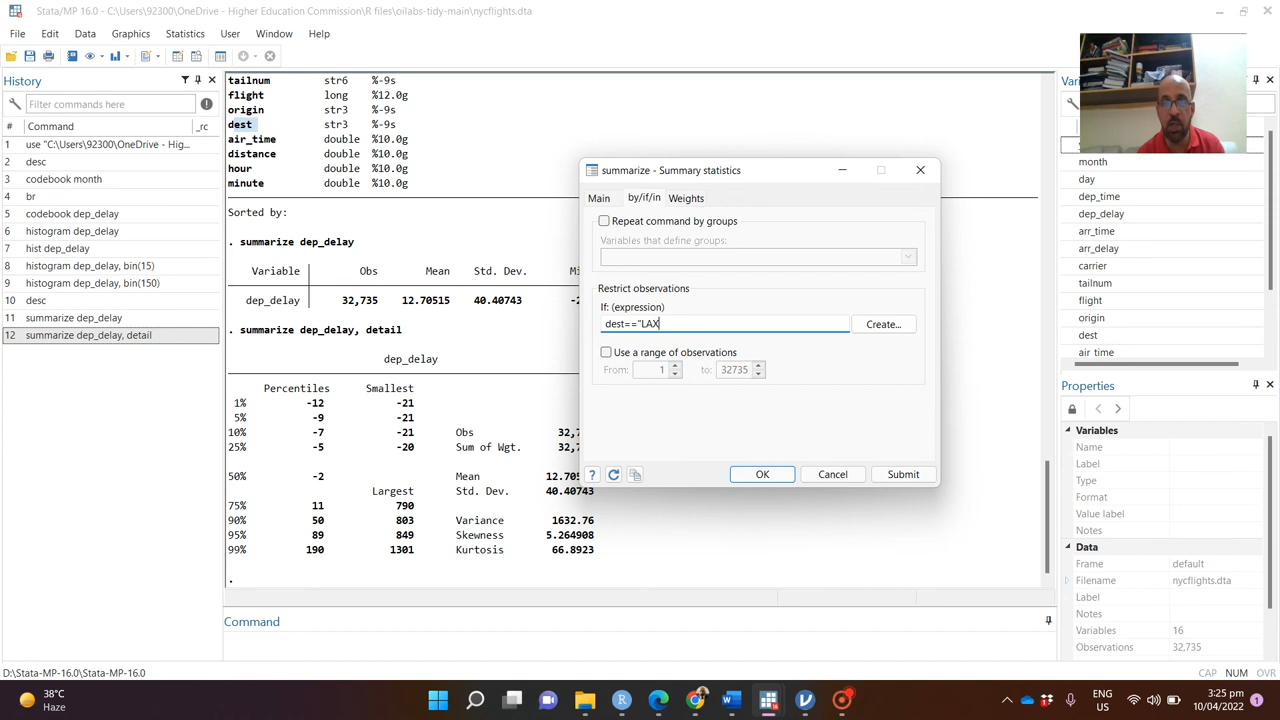 Stata/MP 16.0 - C:\Users\92300\OneDrive - Higher Education Commission\R files\oilabs-tidy-main\nycflights.dta
File Edit Data Graphics Statistics User Window Help
History
Filter commands here
# Command _rc
1 use "C:\Users\92300\OneDrive - Hig...
2 desc
3 codebook month
4 br
5 codebook dep_delay
6 histogram dep_delay
7 hist dep_delay
8 histogram dep_delay, bin(15)
9 histogram dep_delay, bin(150)
10 desc
11 summarize dep_delay
12 summarize dep_delay, detail
tailnum str6 %-9s
flight long %12.0g
origin str3 %-9s
dest str3 %-9s
air_time double %10.0g
distance double %10.0g
hour double %10.0g
minute double %10.0g
Sorted by:
. summarize dep_delay
Variable Obs Mean Std. Dev.
dep_delay 32,735 12.70515 40.40743
. summarize dep_delay, detail
dep_delay
Percentiles Smallest
1% -12 -21
5% -9 -21
10% -7 -21 Obs
25% -5 -20 Sum of Wgt.
50% -2 Mean
Largest Std. Dev. 40.40743
75% 11 790
90% 50 803 Variance 1632.76
95% 89 849 Skewness 5.264908
99% 190 1301 Kurtosis 66.8923
.
Command
summarize - Summary statistics
Main by/if/in Weights
Repeat command by groups
Variables that define groups:
Restrict observations
If: (expression)
dest=="LAX
Create...
Use a range of observations
From: 1 to: 32735
OK Cancel Submit
month
day
dep_time
dep_delay
arr_time
arr_delay
carrier
tailnum
flight
origin
dest
air time
Properties
Variables
Name
Label
Type
Format
Value label
Notes
Data
Frame default
Filename nycflights.dta
Label
Notes
Variables 16
Observations 32,735
D:\Stata-MP-16.0\Stata-MP-16.0
CAP NUM OVR
38°C
Haze
ENG
US
3:25 pm
10/04/2022
1